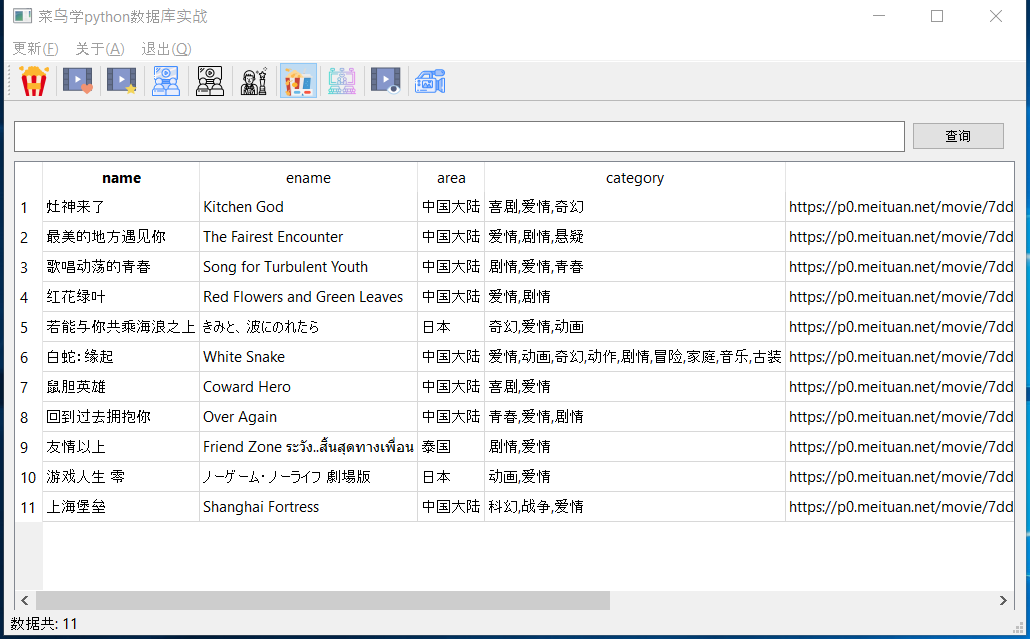 菜鸟学python数据库实战
更新(F) 关于(A) 退出(Q)
查询
name ename area category
1 灶神来了 Kitchen God 中国大陆 喜剧,爱情,奇幻 https://p0.meituan.net/movie/7dd
2 最美的地方遇见你 The Fairest Encounter 中国大陆 爱情,剧情,悬疑 https://p0.meituan.net/movie/7dd
3 歌唱动荡的青春 Song for Turbulent Youth 中国大陆 剧情,爱情,青春 https://p0.meituan.net/movie/7dd
4 红花绿叶 Red Flowers and Green Leaves 中国大陆 爱情,剧情 https://p0.meituan.net/movie/7dd
5 若能与你共乘海浪之上 きみと、波にのれたら 日本 奇幻,爱情,动画 https://p0.meituan.net/movie/7dd
6 白蛇：缘起 White Snake 中国大陆 爱情,动画,奇幻,动作,剧情,冒险,家庭,音乐,古装 https://p0.meituan.net/movie/7dd
7 鼠胆英雄 Coward Hero 中国大陆 喜剧,爱情 https://p0.meituan.net/movie/7dd
8 回到过去拥抱你 Over Again 中国大陆 青春,爱情,剧情 https://p0.meituan.net/movie/7dd
9 友情以上 Friend Zone ระวัง..สิ้นสุดทางเพื่อน 泰国 剧情,爱情 https://p0.meituan.net/movie/7dd
10 游戏人生 零 ノーゲーム・ノーライフ 劇場版 日本 动画,爱情 https://p0.meituan.net/movie/7dd
11 上海堡垒 Shanghai Fortress 中国大陆 科幻,战争,爱情 https://p0.meituan.net/movie/7dd
数据共: 11